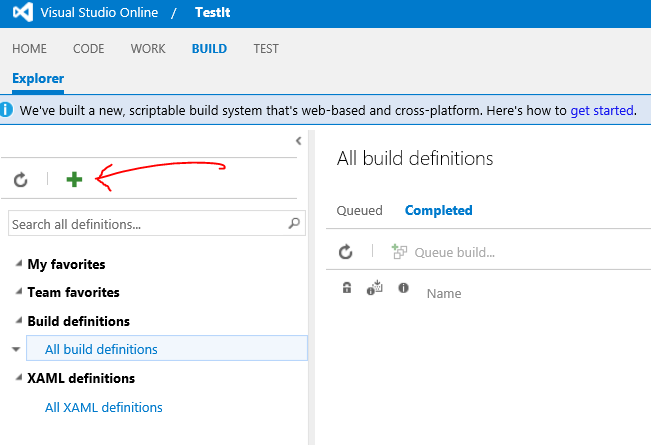 Visual Studio Online / TestIt
HOME CODE WORK BUILD TEST
Explorer
We've built a new, scriptable build system that's web-based and cross-platform. Here's how to get started.
Search all definitions...
My favorites
Team favorites
Build definitions
All build definitions
XAML definitions
All XAML definitions
All build definitions
Queued Completed
Queue build...
Name